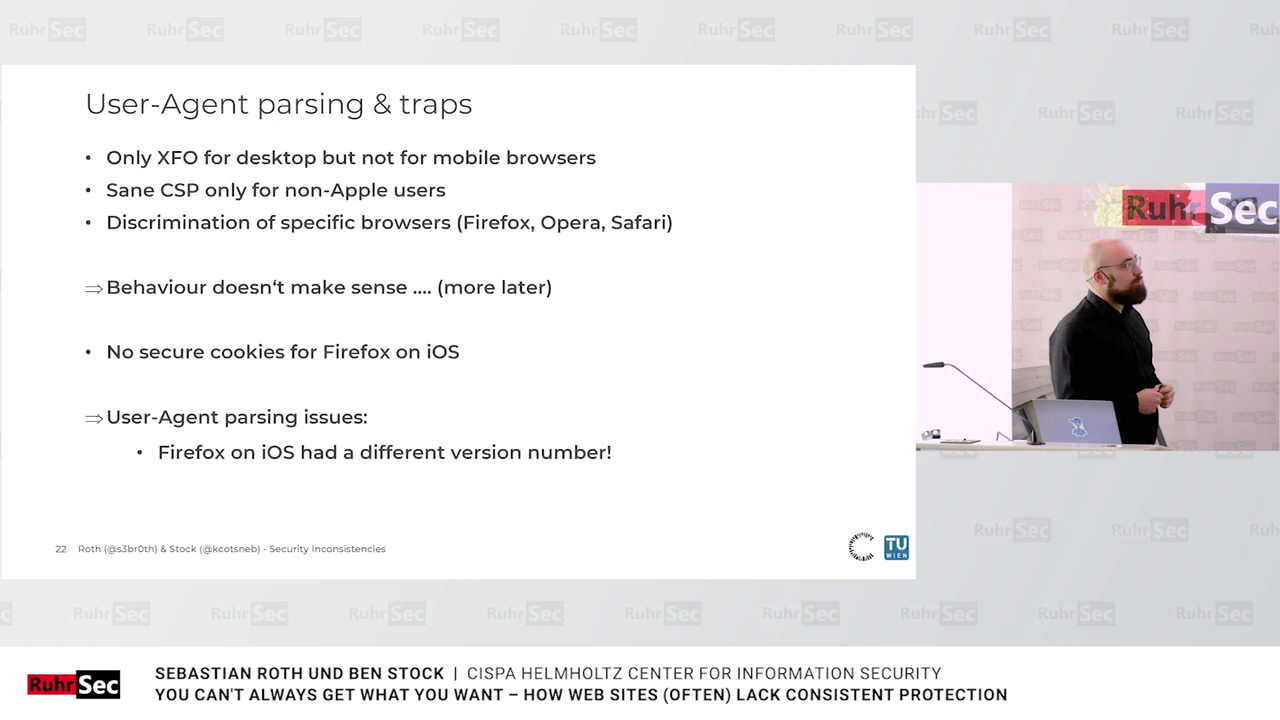 User-Agent parsing & traps
• Only XFO for desktop but not for mobile browsers
• Sane CSP only for non-Apple users
• Discrimination of specific browsers (Firefox, Opera, Safari)
⇒ Behaviour doesn‘t make sense .... (more later)
• No secure cookies for Firefox on iOS
⇒ User-Agent parsing issues:
• Firefox on iOS had a different version number!
22 Roth (@s3br0th) & Stock (@kcotsneb) - Security Inconsistencies
TU
WIEN
RuhrSec
RuhrSec
SEBASTIAN ROTH UND BEN STOCK | CISPA HELMHOLTZ CENTER FOR INFORMATION SECURITY
YOU CAN'T ALWAYS GET WHAT YOU WANT – HOW WEB SITES (OFTEN) LACK CONSISTENT PROTECTION